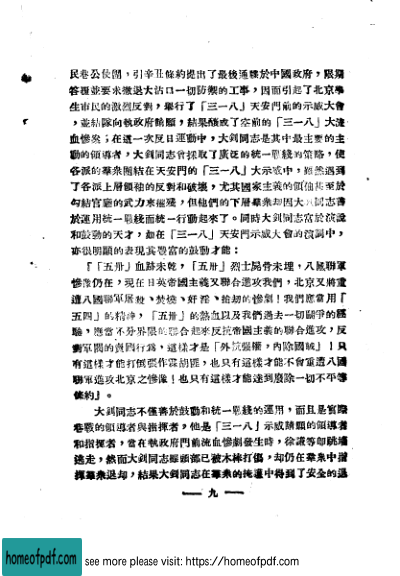 民巷公使團，引辛丑條約提出了最後通牒於中國政府，限期
答覆並要求撤退大沽口一切防禦的工事，因而引起了北京學
生市民的激烈反對，舉行了「三一八」天安門前的示威大會
，並結隊向執政府請願，結果釀成了空前的「三一八」大流
血慘案；在這一次反日運動中，大釗同志是其中最主要的主
動的領導者，大釗同志會採取了廣泛的統一戰綫的策略，使
各派的羣衆團結在天安門的「三一八」大示威中，雖然遇到
了各派上層領袖的反對和破壞，尤其國家主義的領袖甚至於
勾結官廳的武力來摧殘，但他們的下層羣衆却因大釗同志善
於運用統一戰綫而統一行動起來了。同時大釗同志富於演說
和鼓動的天才，如在「三一八」天安門示威大會的演詞中，
亦很明顯的表現其豐富的鼓動才能：
『「五卅」血跡未乾，「五卅」烈士屍骨未埋，八國聯軍
慘像仍在，現在日英帝國主義又聯合進攻我們，北京又將重
遭八國聯軍屠殺、焚燒、奸淫、搶刧的慘劇！我們應當用「
五四」的精神，「五卅」的熱血以及我們過去一切鬪爭的經
驗，應當不分界限的聯合起來反抗帝國主義的聯合進攻，反
對軍閥的賣國行爲，這樣才是「外抗强權，內除國賊」！只
有這樣才能打倒張作霖胡匪，也只有這樣才能不會重遭八國
聯軍進攻北京之慘像！也只有這樣才能達到廢除一切不平等
條約』。
大釗同志不僅善於鼓動和統一戰綫的運用，而且是實際
巷戰的領導者與指揮者，他是「三一八」示威請願的領導者
和指揮者，當在執政府門前流血慘劇發生時，徐謙等却跳墻
逃走，然而大釗同志雖頭部已被木棒打傷，却仍在羣衆中指
揮羣衆退却，結果大釗同志在羣衆的掩護中得到了安全的退
— 九 —
homeofpdf.com
see more please visit: https://homeofpdf.com